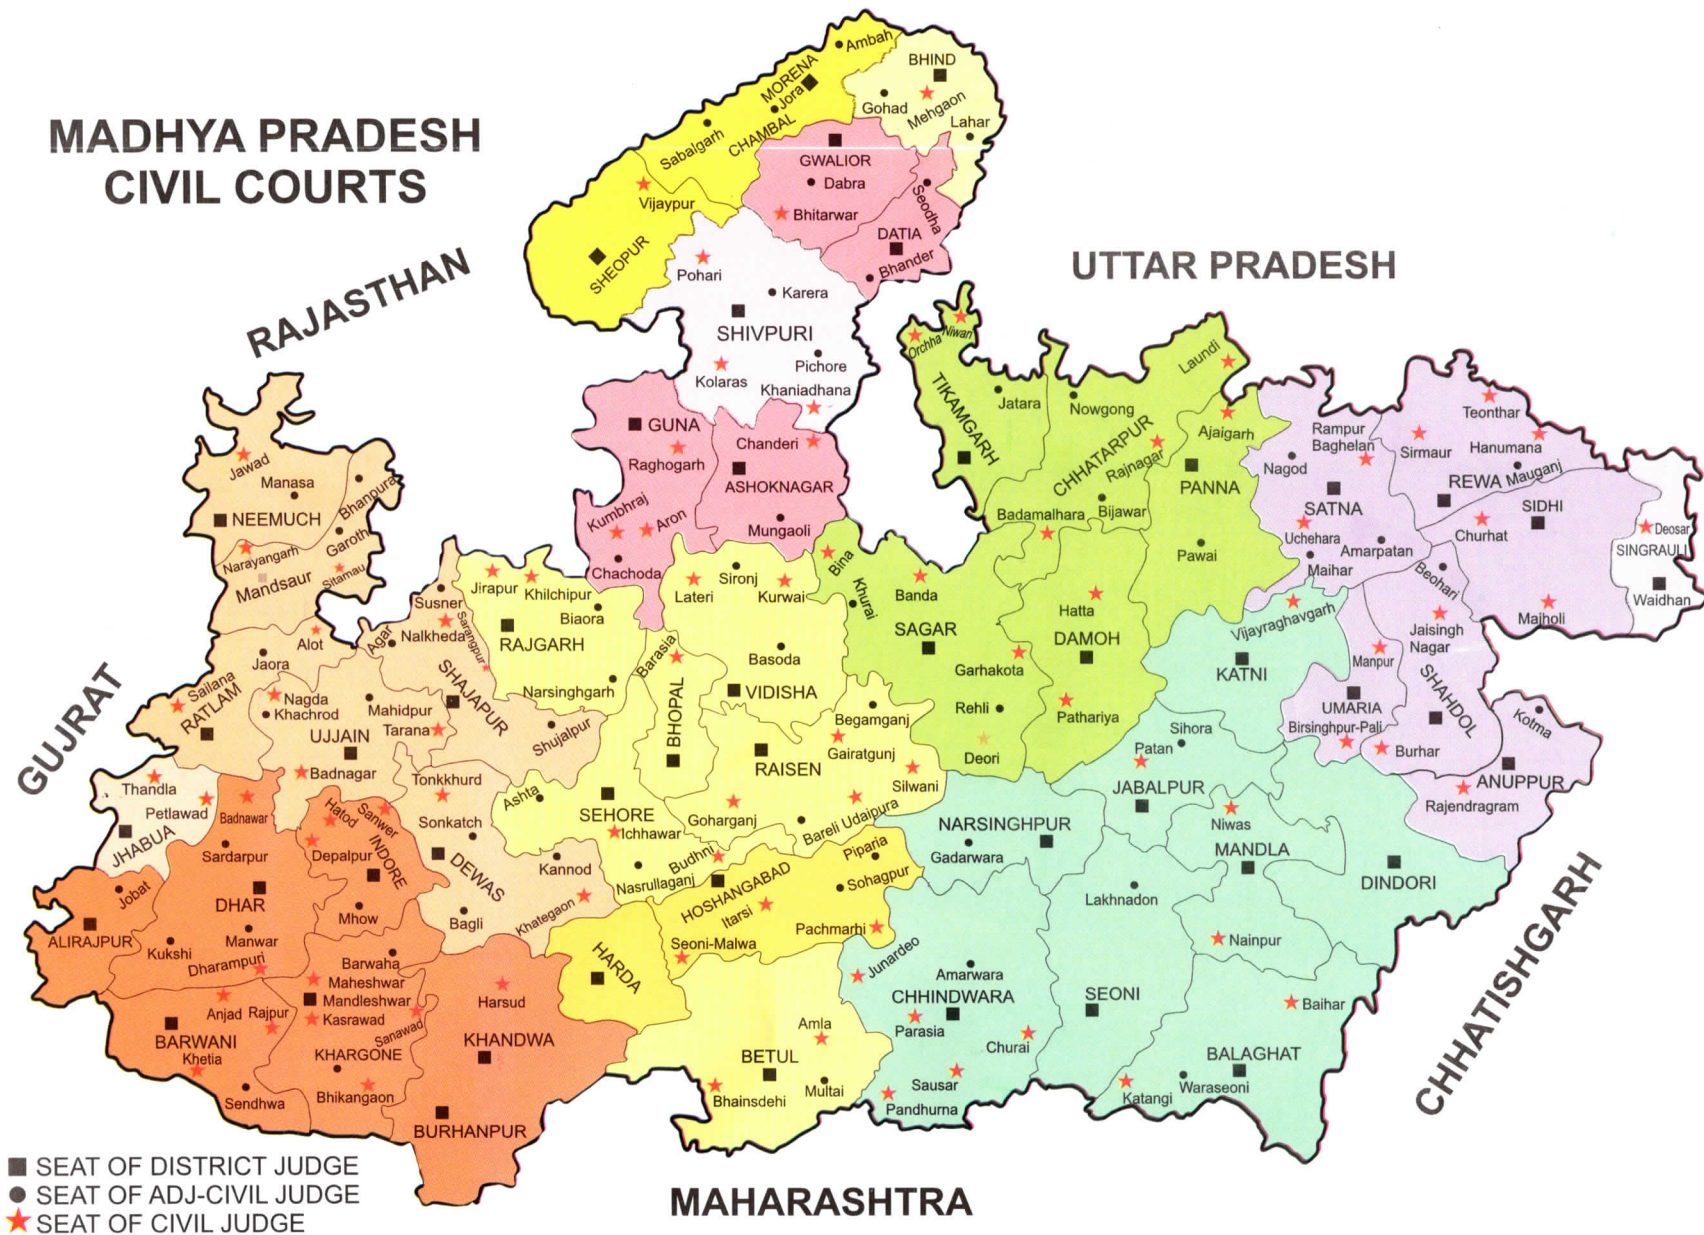 MADHYA PRADESH
CIVIL COURTS
RAJASTHAN
UTTAR PRADESH
GUJRAT
CHHATISHGARH
MAHARASHTRA
Ambah
MORENA
Jora
CHAMBAL
Sabalgarh
BHIND
Gohad
Mehgaon
Lahar
GWALIOR
Dabra
Bhitarwar
Seodha
DATIA
Bhander
Vijaypur
SHEOPUR
Pohari
Karera
SHIVPURI
Pichore
Kolaras
Khaniadhana
GUNA
Raghogarh
Kumbhraj
Aron
Chachoda
Chanderi
ASHOKNAGAR
Mungaoli
Orchha
Niwari
TIKAMGARH
Jatara
Nowgong
CHHATARPUR
Rajnagar
Laundi
Bijawar
Badamalhara
Ajaigarh
PANNA
Pawai
Rampur
Baghelan
Nagod
SATNA
Uchehara
Amarpatan
Maihar
Teonthar
Sirmaur
Hanumana
REWA
Mauganj
SIDHI
Churhat
Majholi
Deosar
SINGRAULI
Waidhan
Beohari
Jaisingh
Nagar
SHAHDOL
Burhar
Manpur
UMARIA
Birsinghpur-Pali
Kotma
ANUPPUR
Rajendragram
Jawad
Manasa
Bhanpura
NEEMUCH
Garoth
Narayangarh
Mandsaur
Sitamau
Alot
Jaora
Sailana
RATLAM
Nagda
Khachrod
Mahidpur
UJJAIN
Tarana
Badnagar
Susner
Nalkheda
Agar
Sarangpur
SHAJAPUR
Shujalpur
Jirapur
Khilchipur
Biaora
RAJGARH
Narsinghgarh
Lateri
Sironj
Kurwai
Basoda
VIDISHA
Barasia
BHOPAL
Begamganj
Gairatgunj
RAISEN
Silwani
Goharganj
Bareli
Udaipura
Ashta
SEHORE
Ichhawar
Budhni
Nasrullaganj
Bina
Khurai
Banda
SAGAR
Garhakota
Rehli
Deori
Hatta
DAMOH
Pathariya
Vijayraghavgarh
KATNI
Sihora
Patan
JABALPUR
NARSINGHPUR
Gadarwara
Niwas
MANDLA
Nainpur
DINDORI
Lakhnadon
SEONI
Baihar
BALAGHAT
Waraseoni
Katangi
Junardeo
Amarwara
CHHINDWARA
Parasia
Churai
Sausar
Pandhurna
Piparia
Sohagpur
HOSHANGABAD
Itarsi
Pachmarhi
Seoni-Malwa
HARDA
Amla
BETUL
Multai
Bhainsdehi
Tonkkhurd
Sonkatch
DEWAS
Kannod
Khategaon
Bagli
Thandla
Petlawad
JHABUA
Badnawar
Sardarpur
DHAR
Kukshi
Manwar
Dharampuri
Hatod
Sanwer
Depalpur
INDORE
Mhow
Jobat
ALIRAJPUR
Anjad
Rajpur
BARWANI
Khetia
Sendhwa
Barwaha
Maheshwar
Mandleshwar
Kasrawad
Sanawad
KHARGONE
Bhikangaon
Harsud
KHANDWA
BURHANPUR
SEAT OF DISTRICT JUDGE
SEAT OF ADJ-CIVIL JUDGE
SEAT OF CIVIL JUDGE